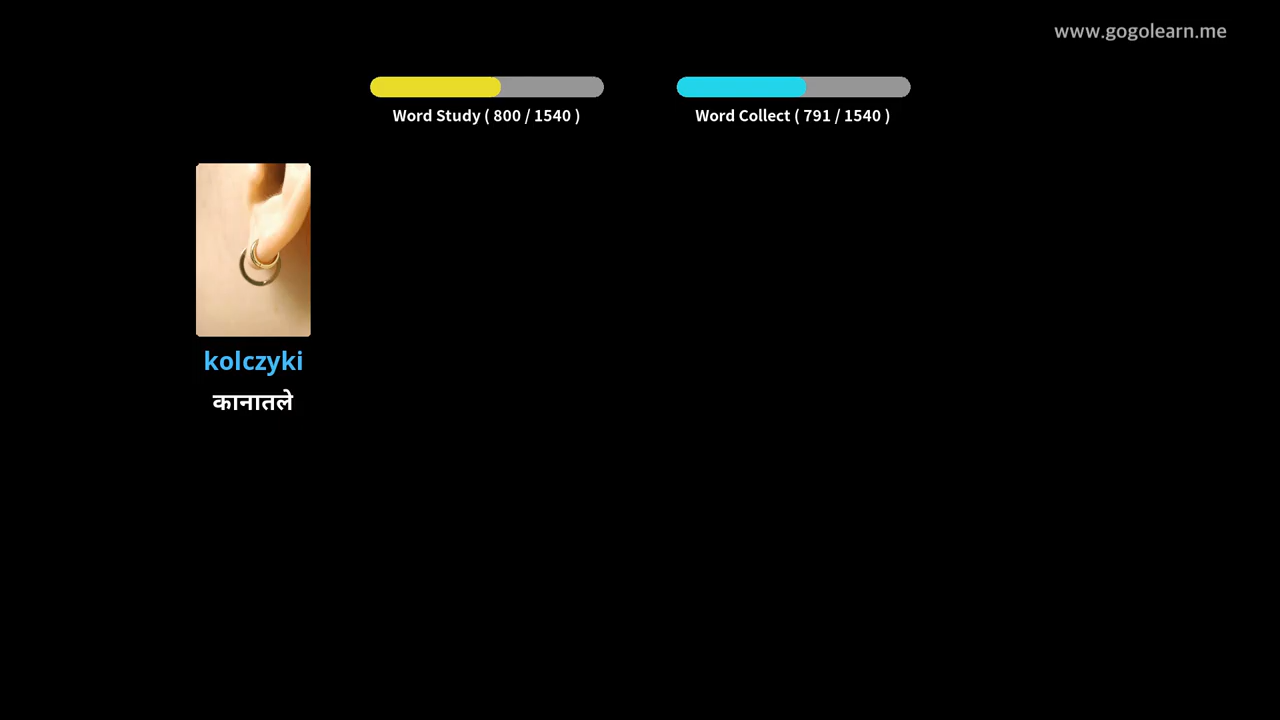 www.gogolearn.me
Word Study ( 800 / 1540 )
Word Collect ( 791 / 1540 )
kolczyki
कानातले